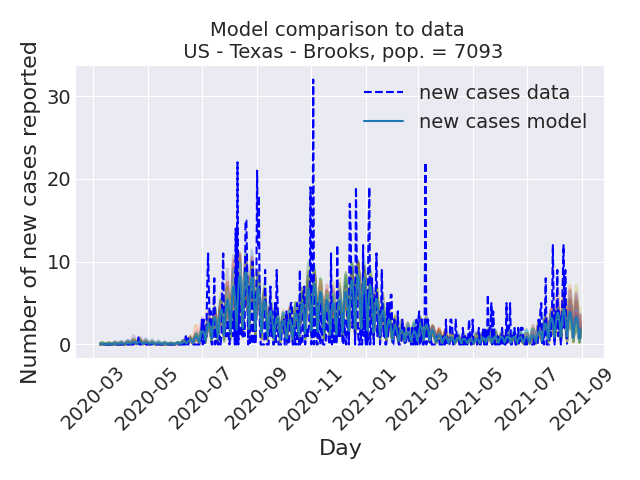 Model comparison to data
US - Texas - Brooks, pop. = 7093
Number of new cases reported
30
20
10
0
new cases data
new cases model
2020-03
2020-05
2020-07
2020-09
2020-11
2021-01
2021-03
2021-05
2021-07
2021-09
Day